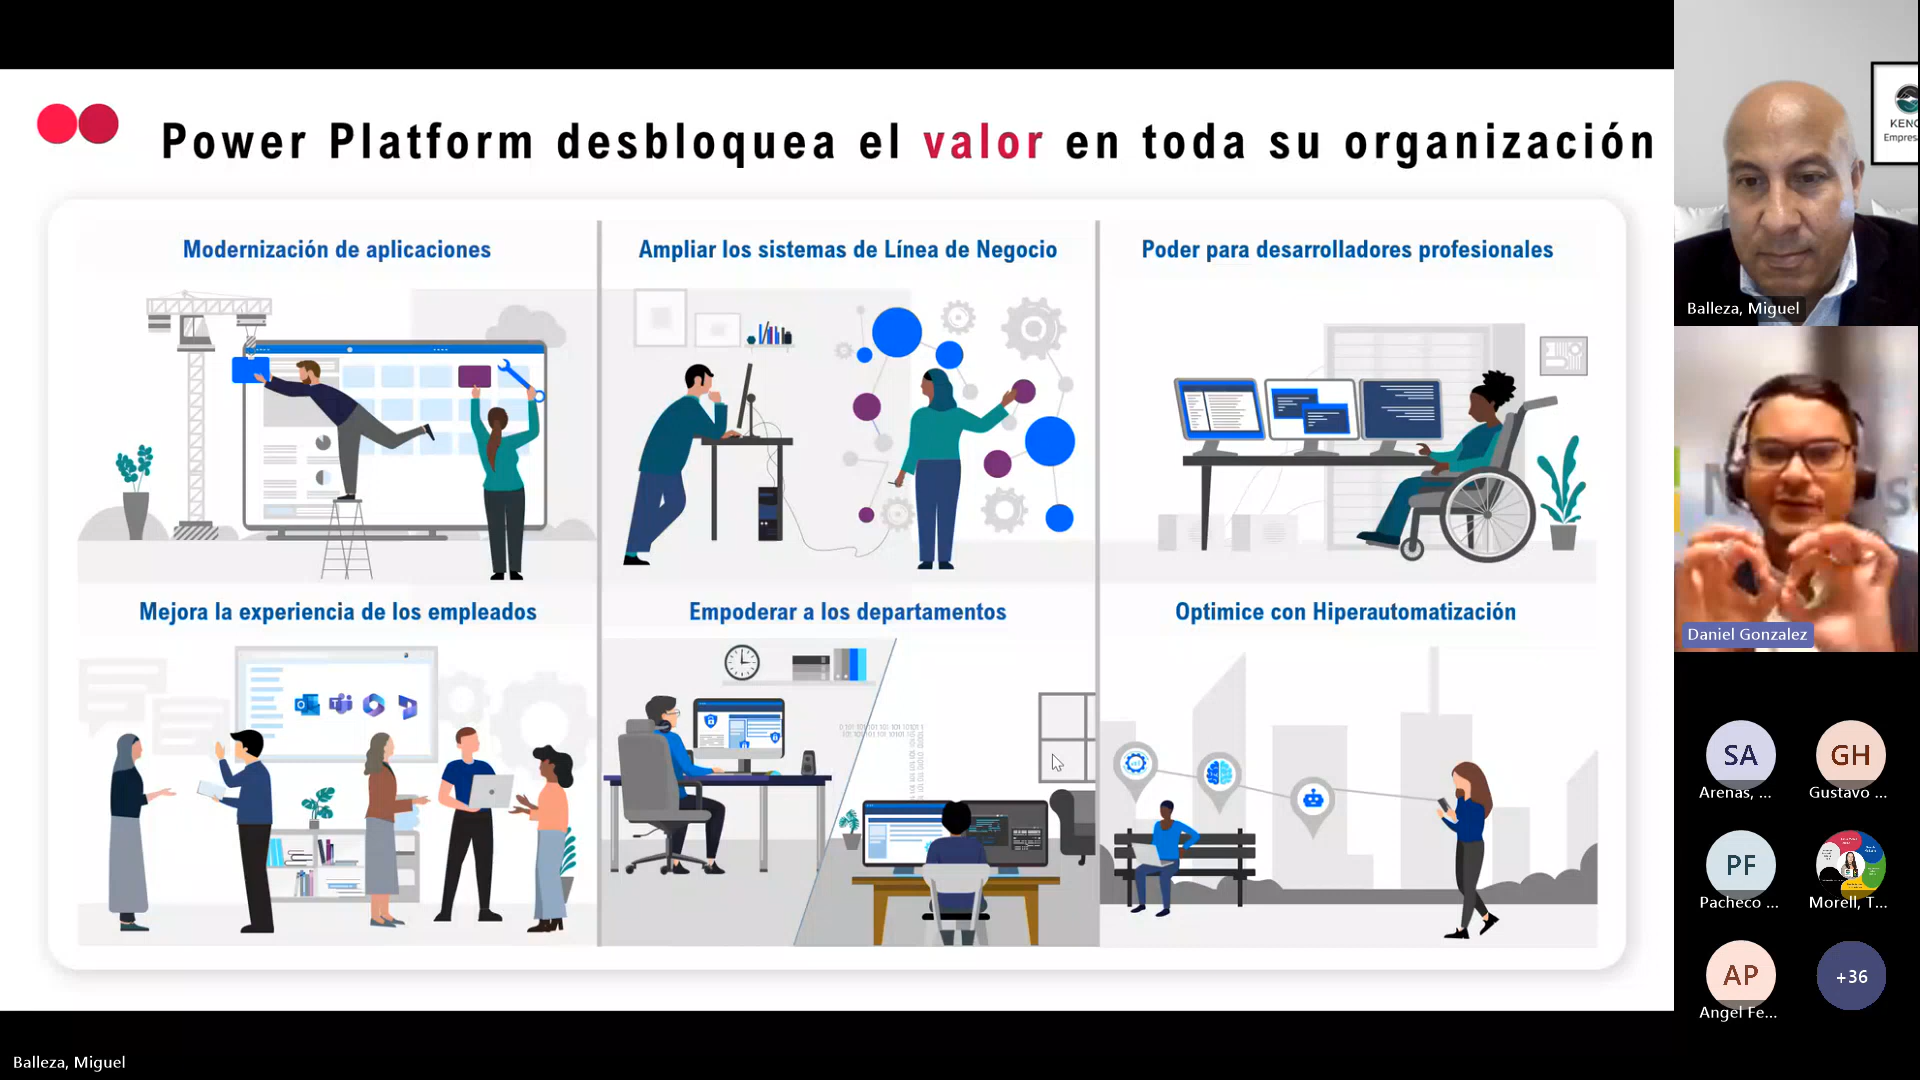 Power Platform desbloquea el valor en toda su organización
Modernización de aplicaciones
Ampliar los sistemas de Línea de Negocio
Poder para desarrolladores profesionales
Mejora la experiencia de los empleados
Empoderar a los departamentos
Optimice con Hiperautomatización
Balleza, Miguel
KENO
Empres
Balleza, Miguel
Daniel Gonzalez
SA
Arenas, ...
GH
Gustavo ...
PF
Pacheco ...
Morell, T...
AP
Angel Fe...
+36